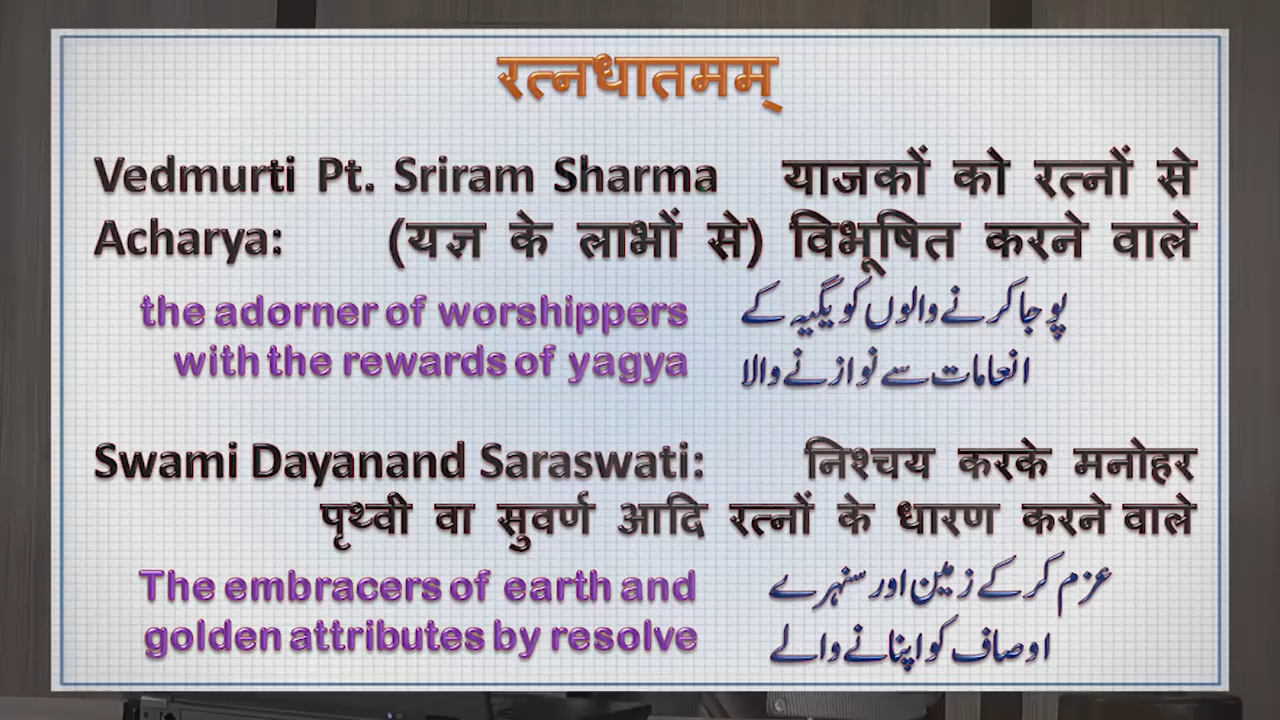 रत्नधातमम्
Vedmurti Pt. Sriram Sharma याजकों को रत्नों से
Acharya: (यज्ञ के लाभों से) विभूषित करने वाले
the adorner of worshippers
with the rewards of yagya
پوجا کرنے والوں کو یگیہ کے
انعامات سے نوازنے والا
Swami Dayanand Saraswati: निश्चय करके मनोहर
पृथ्वी वा सुवर्ण आदि रत्नों के धारण करने वाले
The embracers of earth and
golden attributes by resolve
عزم کر کے زمین اور سنہرے
اوصاف کو اپنانے والے